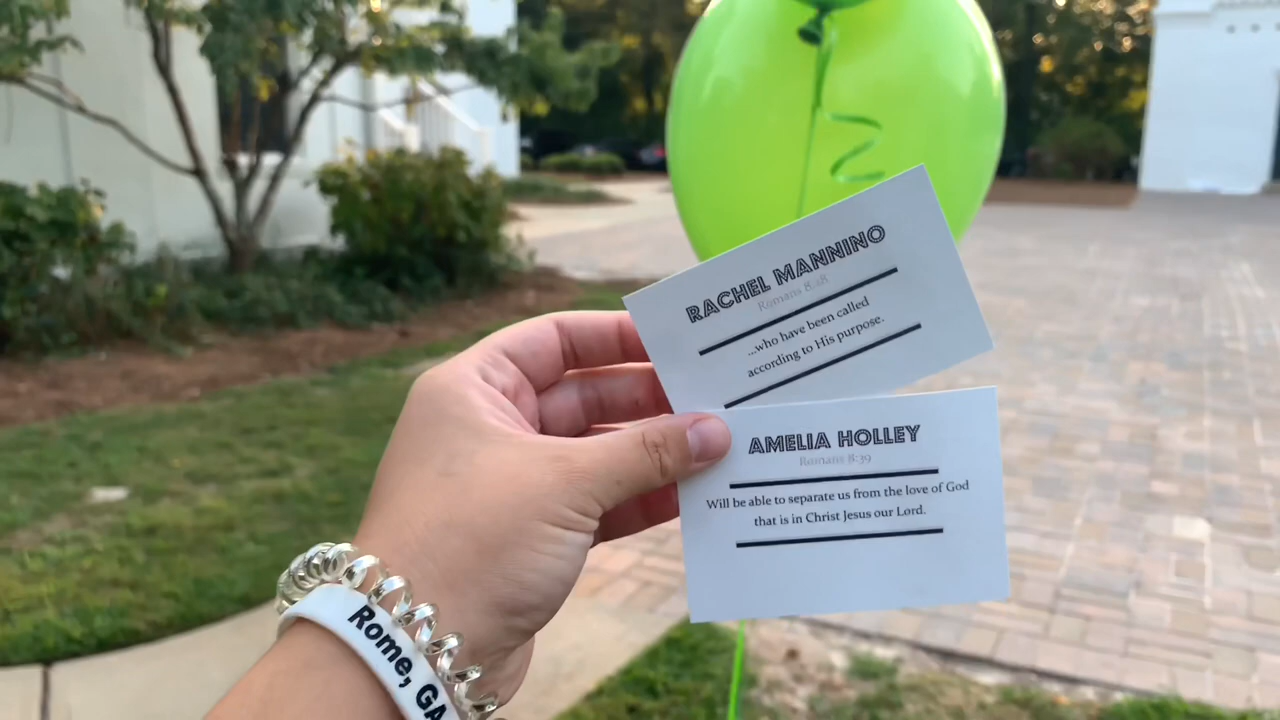 RACHEL MANNINO
Romans 8:28
...who have been called
according to His purpose.
AMELIA HOLLEY
Romans 8:39
Will be able to separate us from the love of God
that is in Christ Jesus our Lord.
Rome, GA